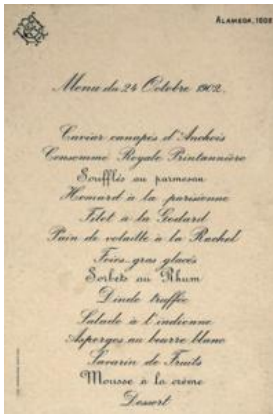 ALAMEDA, 1605
Menu du 24 Octobre 1902.
Caviar canapés d'Anchois
Consommé Royale Printannière
Soufflés au parmesan
Homard à la parisienne
Filet à la Godard
Pain de volaille à la Rachel
Foies-gras glacés
Sorbets au Rhum
Dinde truffée
Salade à l'indienne
Asperges au beurre blanc
Savarin de Fruits
Mousse à la crème
Dessert